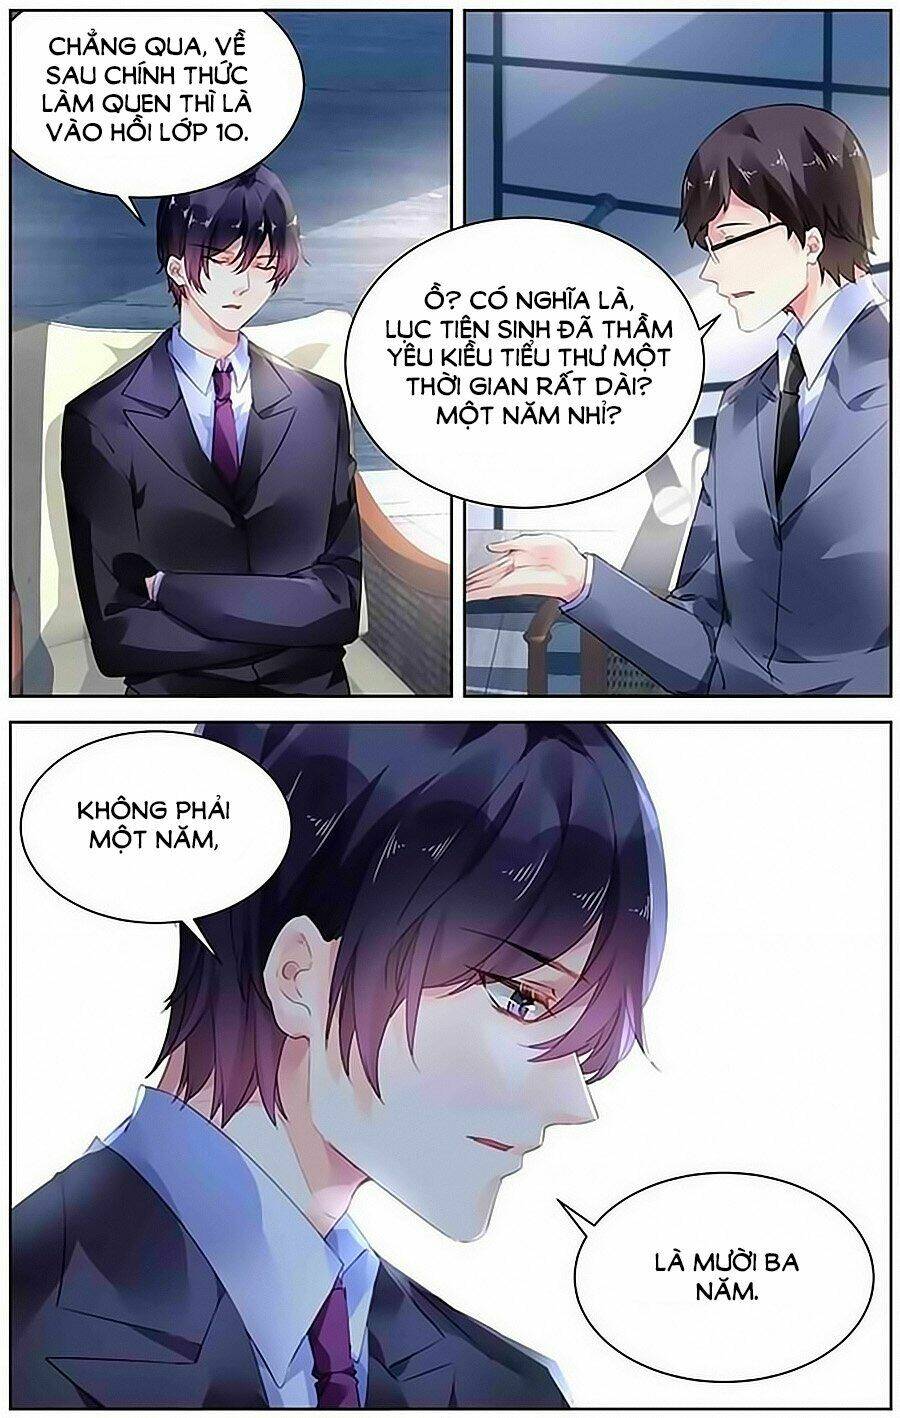 CHẲNG QUA, VỀ
SAU CHÍNH THỨC
LÀM QUEN THÌ LÀ
VÀO HỒI LỚP 10.
Ồ? CÓ NGHĨA LÀ,
LỤC TIÊN SINH ĐÃ THẦM
YÊU KIỀU TIỂU THƯ MỘT
THỜI GIAN RẤT DÀI?
MỘT NĂM NHỈ?
KHÔNG PHẢI
MỘT NĂM,
LÀ MƯỜI BA
NĂM.